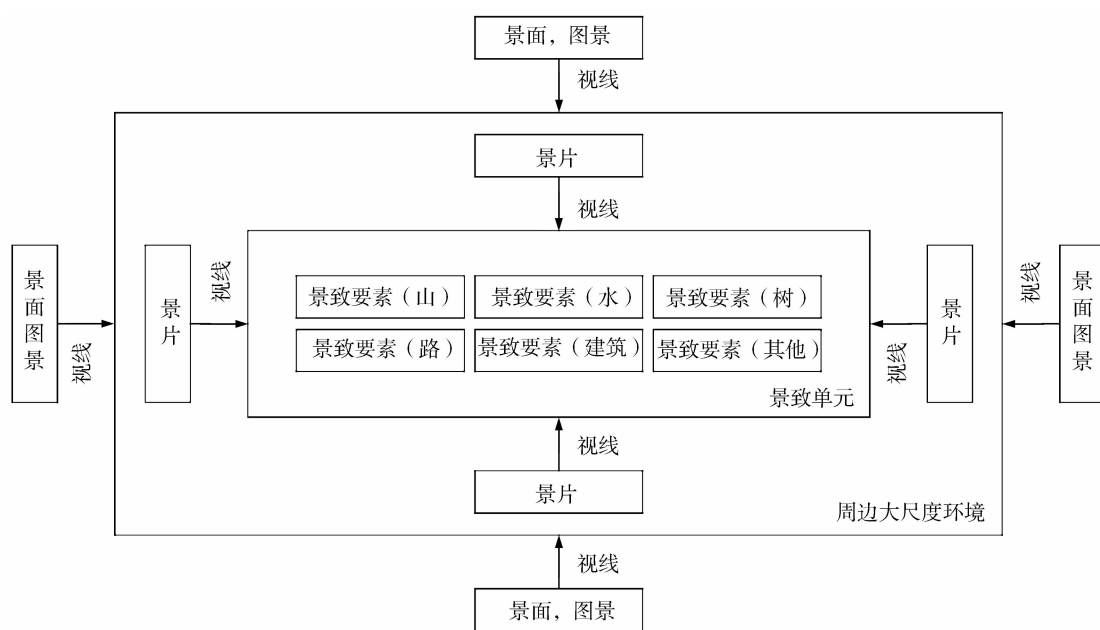 景面，图景
视线
景片
视线
景面图景
视线
景片
视线
景致要素（山）
景致要素（水）
景致要素（树）
景致要素（路）
景致要素（建筑）
景致要素（其他）
景致单元
视线
景片
视线
景面图景
视线
景片
周边大尺度环境
视线
景面，图景